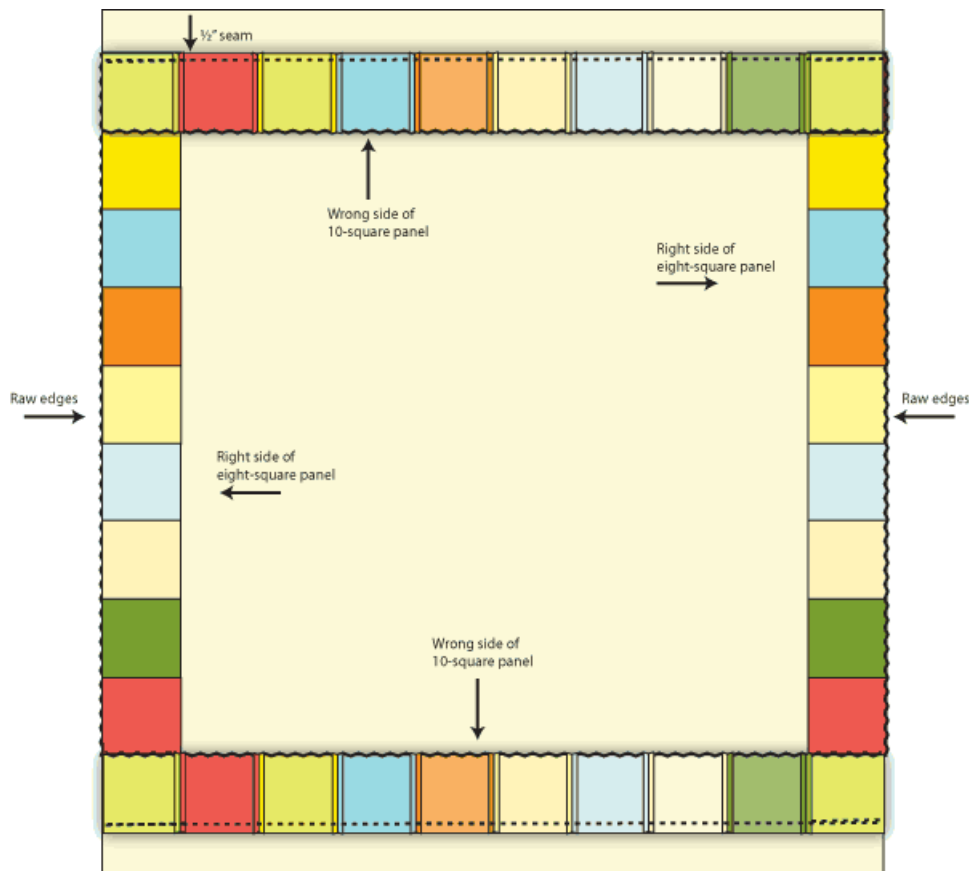 ½” seam
Wrong side of
10-square panel
Right side of
eight-square panel
Raw edges
Raw edges
Right side of
eight-square panel
Wrong side of
10-square panel